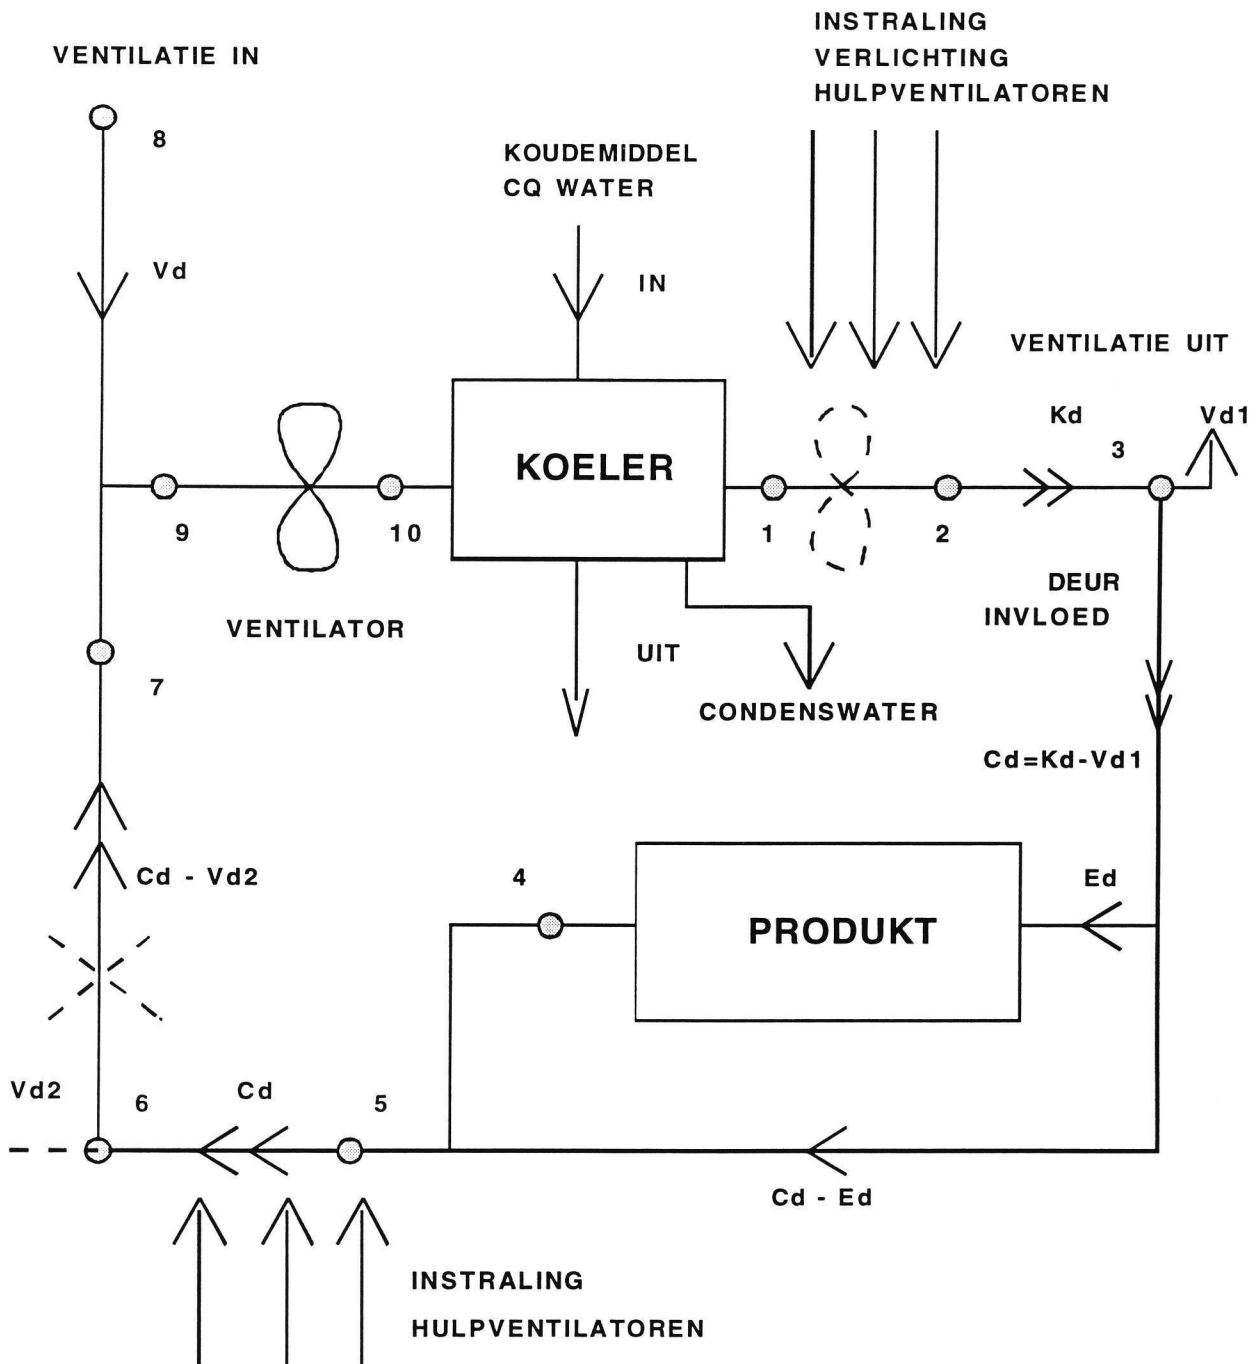 INSTRALING
VERLICHTING
HULPVENTILATOREN
VENTILATIE IN
8
KOUDEMiDDEL
CQ WATER
Vd
IN
VENTILATIE UIT
Kd
Vd1
3
KOELER
9
10
1
2
DEUR
INVLOED
VENTILATOR
UIT
7
CONDENSWATER
Cd=Kd-Vd1
Cd - Vd2
4
Ed
PRODUKT
Vd2
6
Cd
5
Cd - Ed
INSTRALING
HULPVENTILATOREN